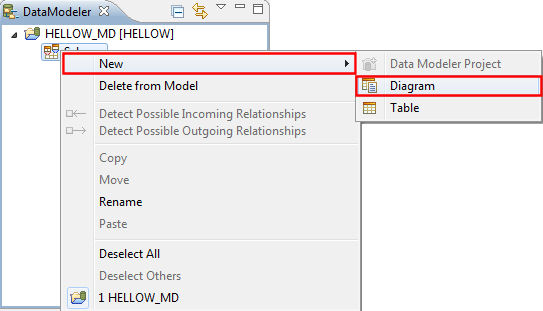 DataModeler
HELLOW_MD [HELLOW]
New
Delete from Model
Detect Possible Incoming Relationships
Detect Possible Outgoing Relationships
Copy
Move
Rename
Paste
Deselect All
Deselect Others
1 HELLOW_MD
Data Modeler Project
Diagram
Table